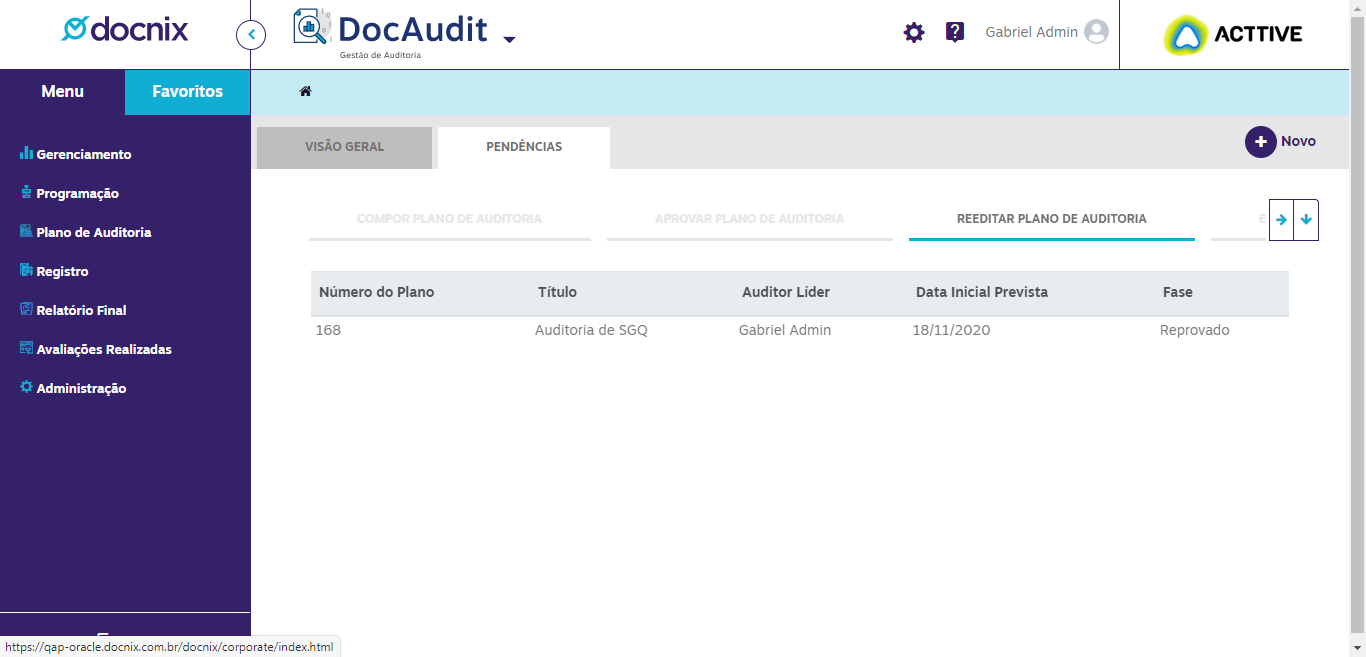 docnix
DocAudit
Gestão de Auditoria
Gabriel Admin
ACTTIVE
Menu
Favoritos
Gerenciamento
Programação
Plano de Auditoria
Registro
Relatório Final
Avaliações Realizadas
Administração
VISÃO GERAL
PENDÊNCIAS
Novo
COMPOR PLANO DE AUDITORIA
APROVAR PLANO DE AUDITORIA
REEDITAR PLANO DE AUDITORIA
E
Número do Plano Título Auditor Líder Data Inicial Prevista Fase
168 Auditoria de SGQ Gabriel Admin 18/11/2020 Reprovado
https://qap-oracle.docnix.com.br/docnix/corporate/index.html